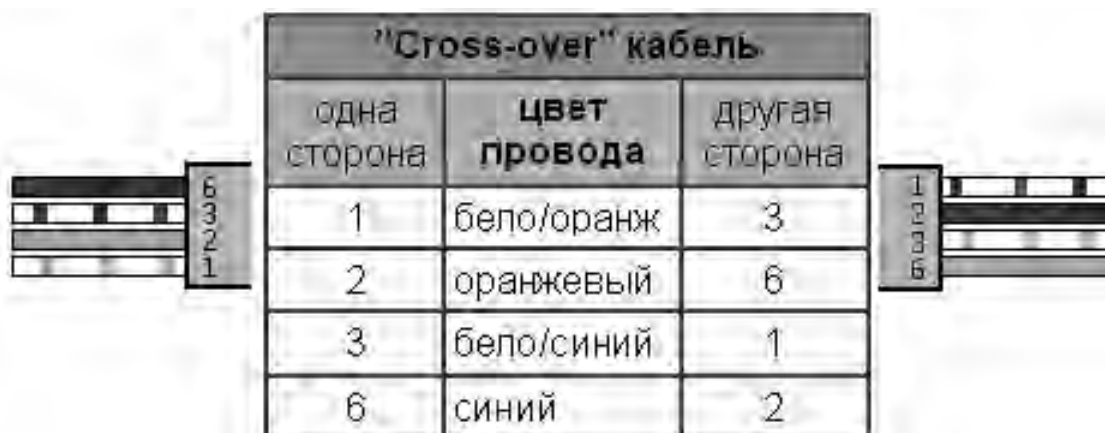 "Cross-over" кабель
одна сторона
цвет провода
другая сторона
1 бело/оранж 3
2 оранжевый 6
3 бело/синий 1
6 синий 2
6
3
2
1
1
2
3
6